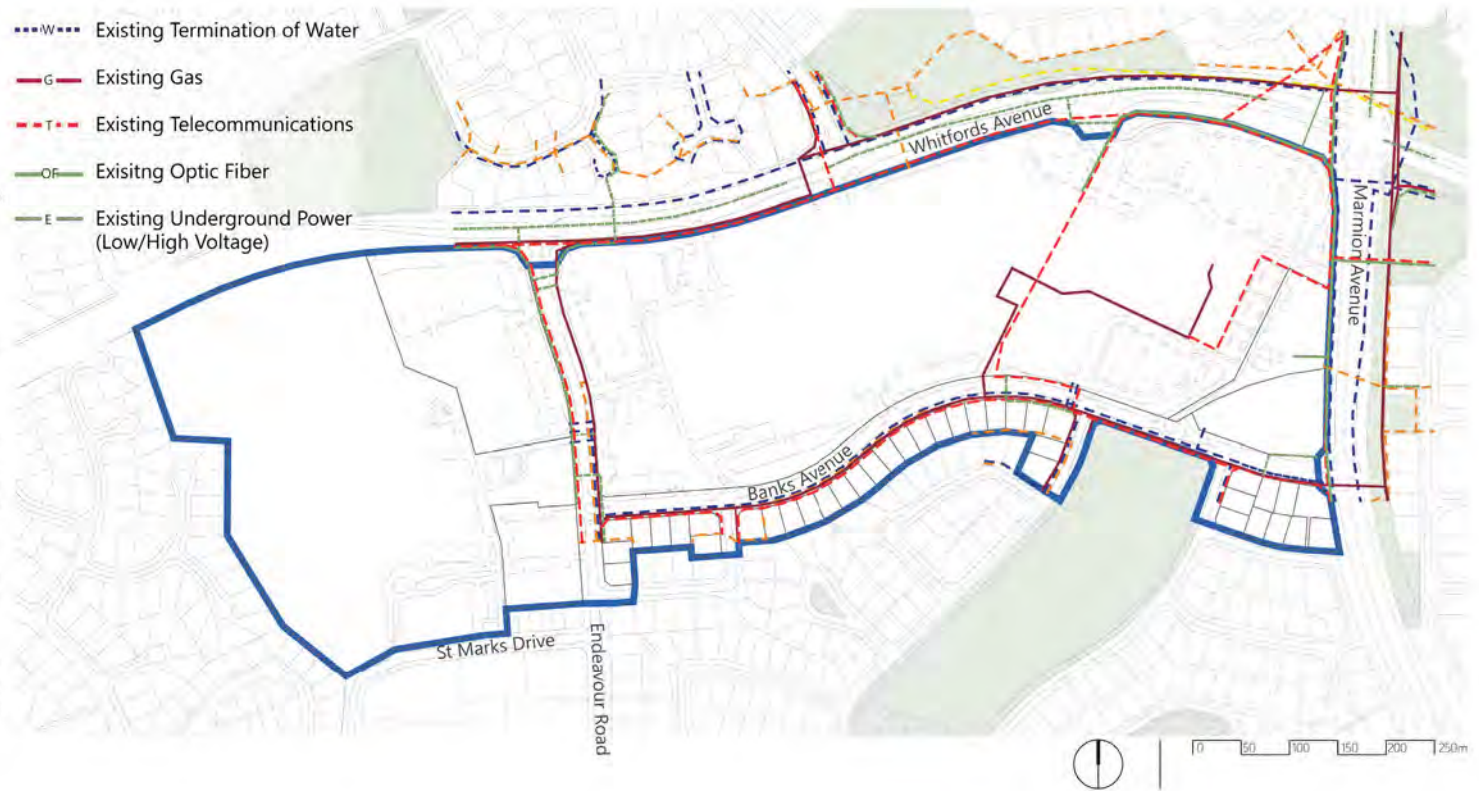 W Existing Termination of Water
G Existing Gas
T Existing Telecommunications
OF Exisitng Optic Fiber
E Existing Underground Power
(Low/High Voltage)
Whitfords Avenue
Marmion Avenue
Banks Avenue
St Marks Drive
Endeavour Road
0 50 100 150 200 250m